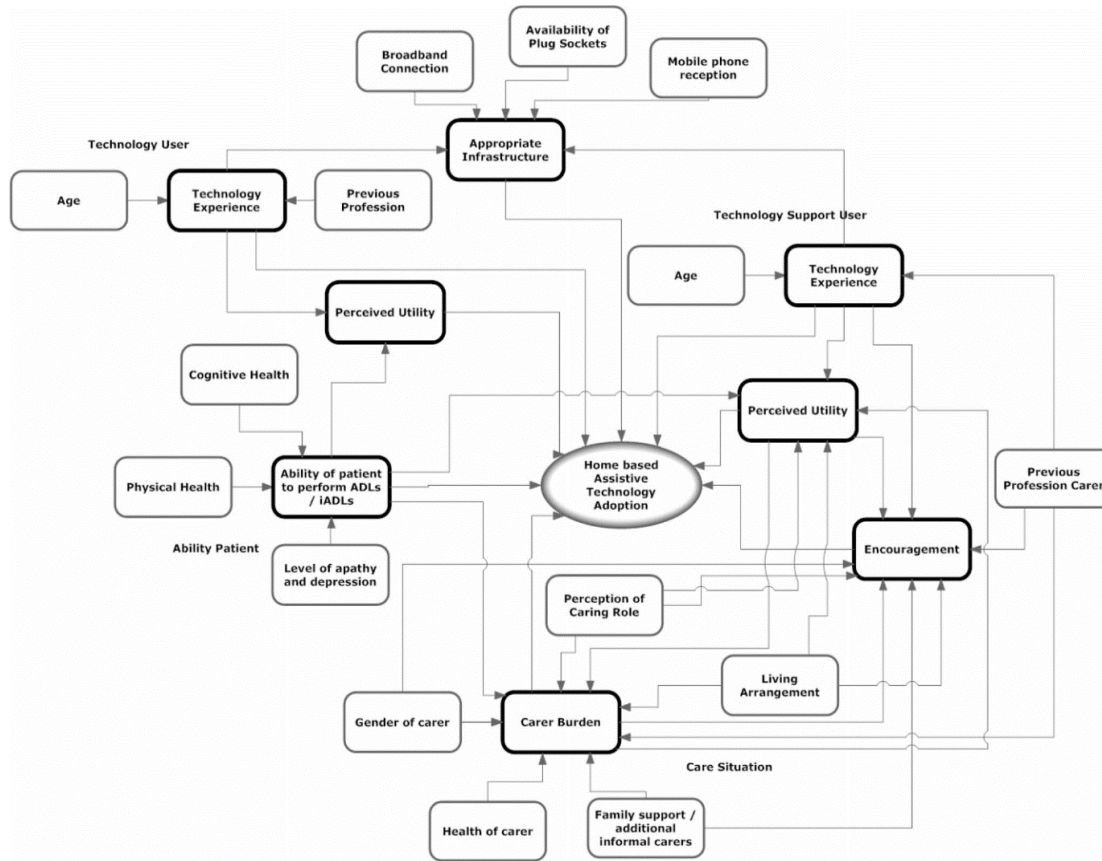 Availability of
Plug Sockets
Broadband
Connection
Mobile phone
reception
Appropriate
Infrastructure
Technology User
Age
Technology
Experience
Previous
Profession
Technology Support User
Age
Technology
Experience
Perceived Utility
Cognitive Health
Perceived Utility
Physical Health
Ability of patient
to perform ADLs
/ iADLs
Home based
Assistive
Technology
Adoption
Previous
Profession Carer
Ability Patient
Level of apathy
and depression
Encouragement
Perception of
Caring Role
Living
Arrangement
Gender of carer
Carer Burden
Care Situation
Health of carer
Family support /
additional
informal carers